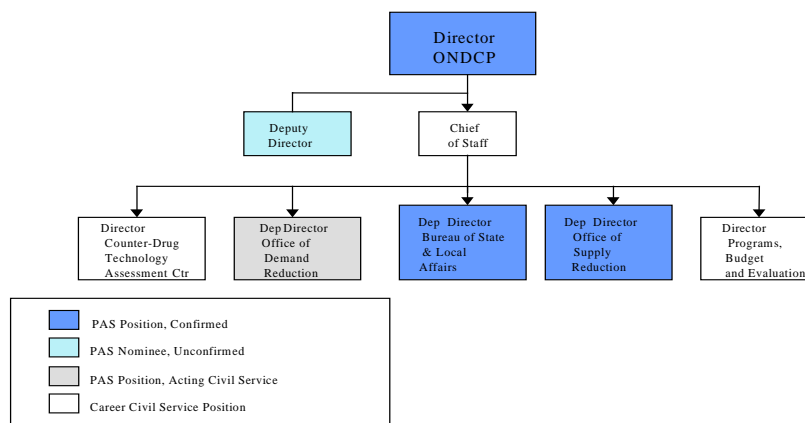 Director
ONDCP
Deputy
Director
Chief
of Staff
Director
Counter-Drug
Technology
Assessment Ctr
Dep Director
Office of
Demand
Reduction
Dep Director
Bureau of State
& Local
Affairs
Dep Director
Office of
Supply
Reduction
Director
Programs,
Budget
and Evaluation
PAS Position, Confirmed
PAS Nominee, Unconfirmed
PAS Position, Acting Civil Service
Career Civil Service Position